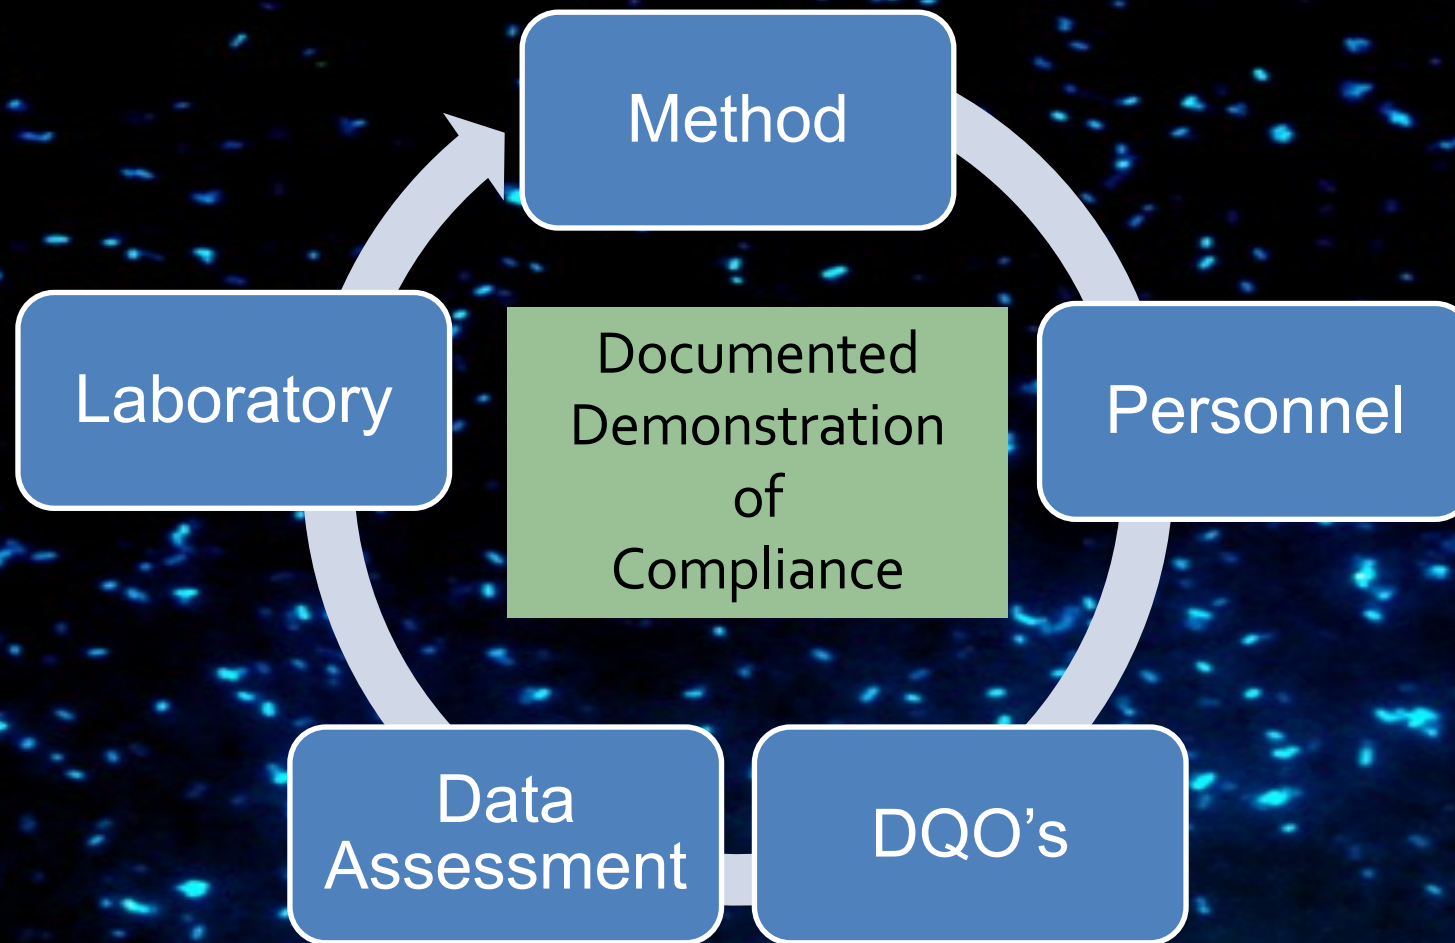 Method
Personnel
DQO’s
Data
Assessment
Laboratory
Documented
Demonstration
of
Compliance